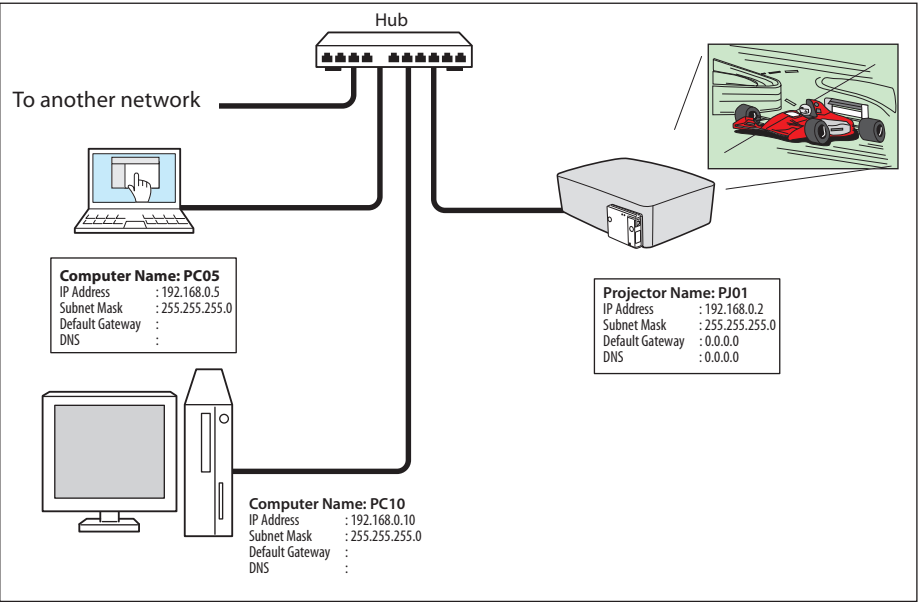 Hub
To another network
Computer Name: PC05
IP Address : 192.168.0.5
Subnet Mask : 255.255.255.0
Default Gateway :
DNS :
Projector Name: PJ01
IP Address : 192.168.0.2
Subnet Mask : 255.255.255.0
Default Gateway : 0.0.0.0
DNS : 0.0.0.0
Computer Name: PC10
IP Address : 192.168.0.10
Subnet Mask : 255.255.255.0
Default Gateway :
DNS :